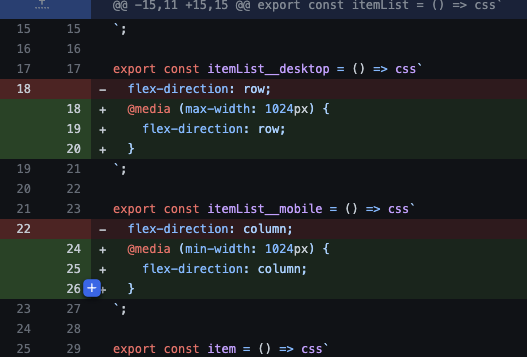 @@ -15,11 +15,15 @@ export const itemList = () => css`
15 15 `;
16 16
17 17 export const itemList__desktop = () => css`
18 - flex-direction: row;
18 + @media (max-width: 1024px) {
19 + flex-direction: row;
20 + }
19 21 `;
20 22
21 23 export const itemList__mobile = () => css`
22 - flex-direction: column;
24 + @media (min-width: 1024px) {
25 + flex-direction: column;
26 + }
23 27 `;
24 28
25 29 export const item = () => css`